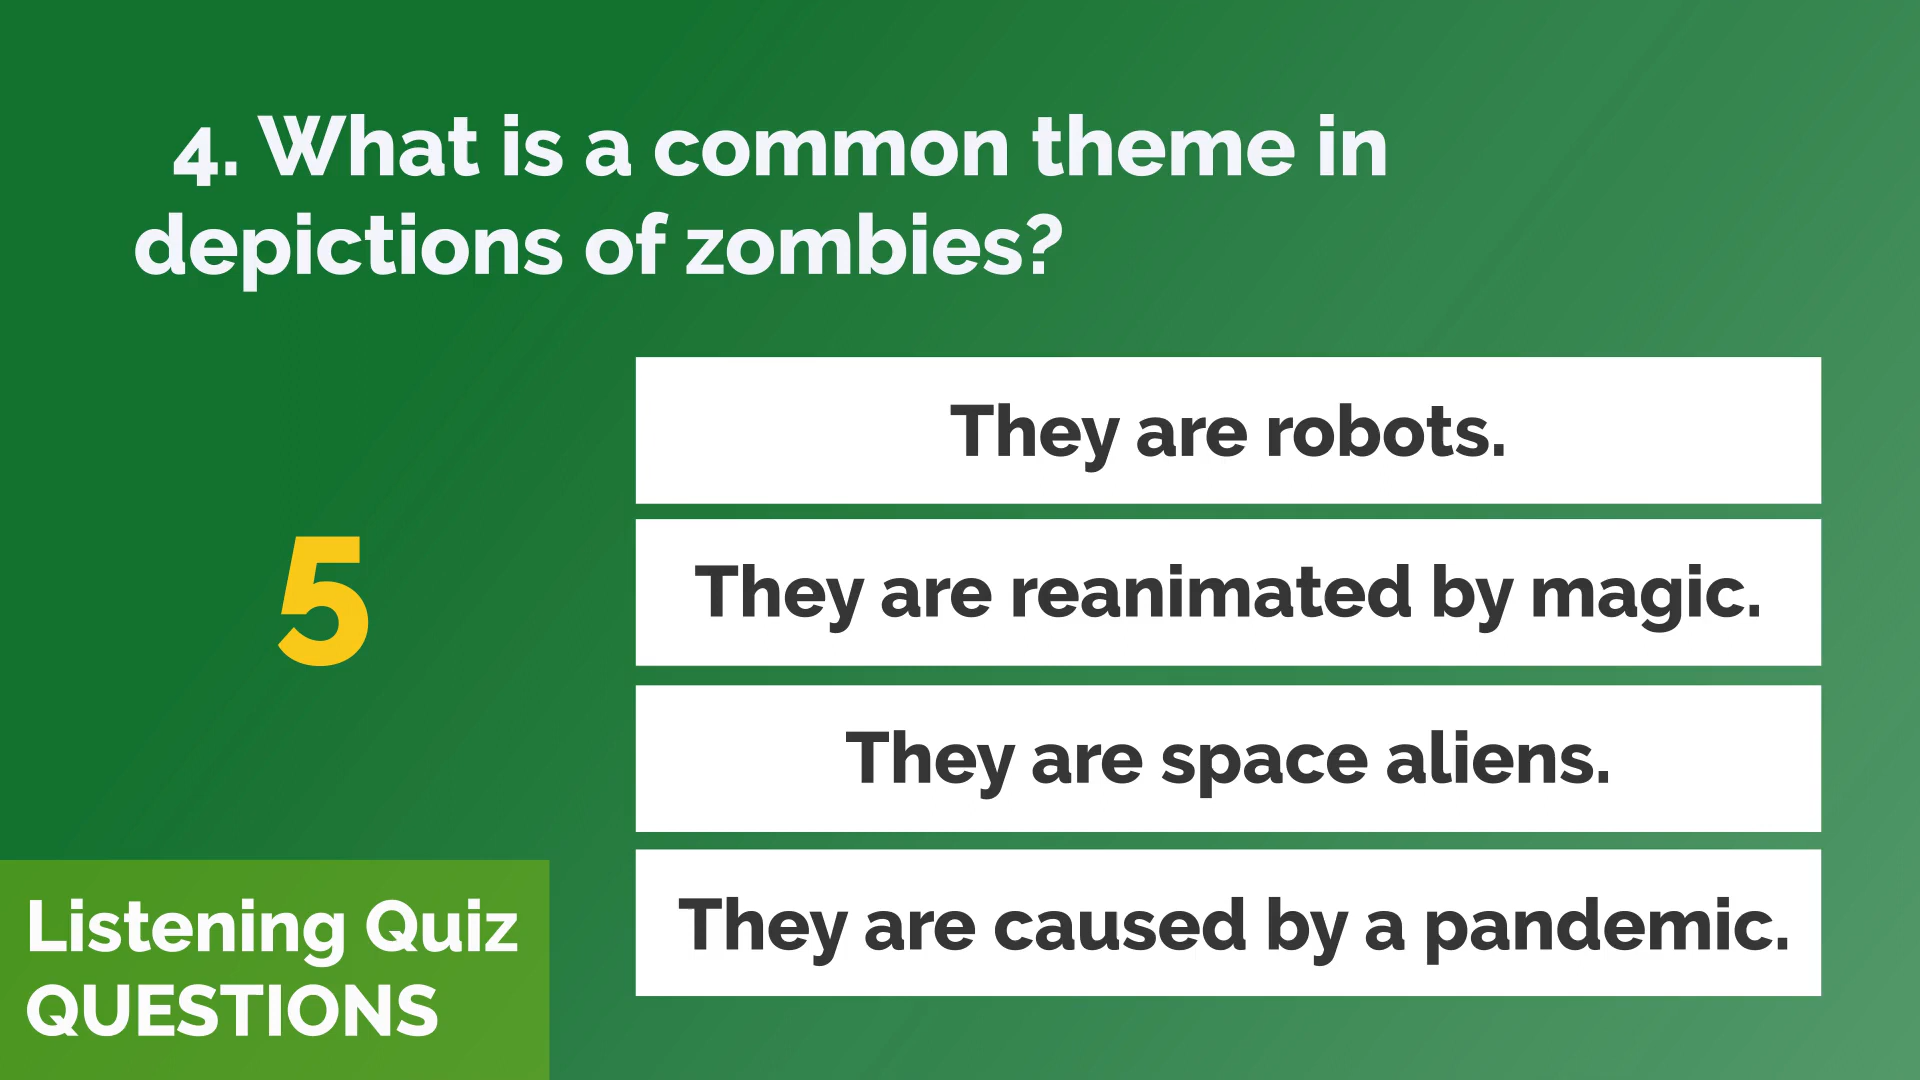 4. What is a common theme in
depictions of zombies?
They are robots.
They are reanimated by magic.
5
They are space aliens.
They are caused by a pandemic.
Listening Quiz
QUESTIONS